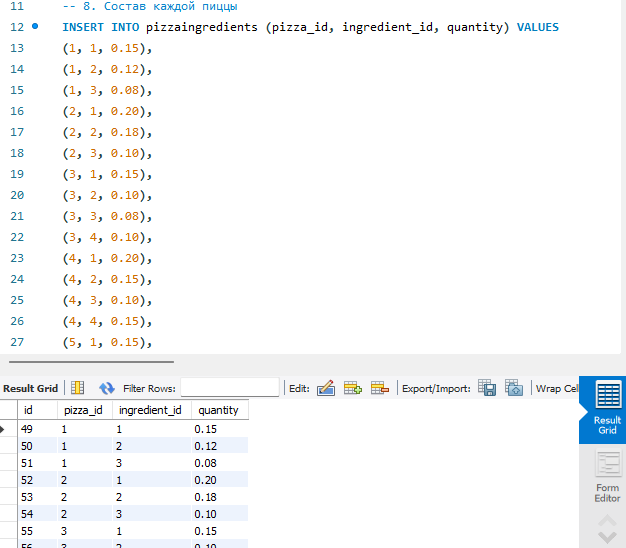 11 -- 8. Состав каждой пиццы
12 INSERT INTO pizzaingredients (pizza_id, ingredient_id, quantity) VALUES
13 (1, 1, 0.15),
14 (1, 2, 0.12),
15 (1, 3, 0.08),
16 (2, 1, 0.20),
17 (2, 2, 0.18),
18 (2, 3, 0.10),
19 (3, 1, 0.15),
20 (3, 2, 0.10),
21 (3, 3, 0.08),
22 (3, 4, 0.10),
23 (4, 1, 0.20),
24 (4, 2, 0.15),
25 (4, 3, 0.10),
26 (4, 4, 0.15),
27 (5, 1, 0.15),
Result Grid Filter Rows: Edit: Export/Import: Wrap Cel
id pizza_id ingredient_id quantity
49 1 1 0.15
50 1 2 0.12
51 1 3 0.08
52 2 1 0.20
53 2 2 0.18
54 2 3 0.10
55 3 1 0.15
56 3 2 0.10
Result
Grid
Form
Editor